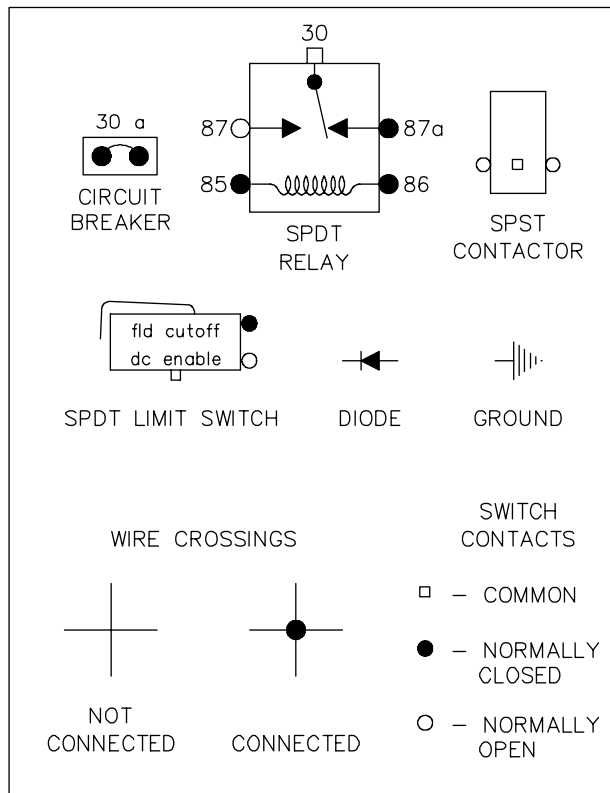 30
30 a
87
87a
85
86
CIRCUIT
BREAKER
SPDT
RELAY
SPST
CONTACTOR
fld cutoff
dc enable
SPDT LIMIT SWITCH
DIODE
GROUND
WIRE CROSSINGS
SWITCH
CONTACTS
– COMMON
– NORMALLY
CLOSED
– NORMALLY
OPEN
NOT
CONNECTED
CONNECTED